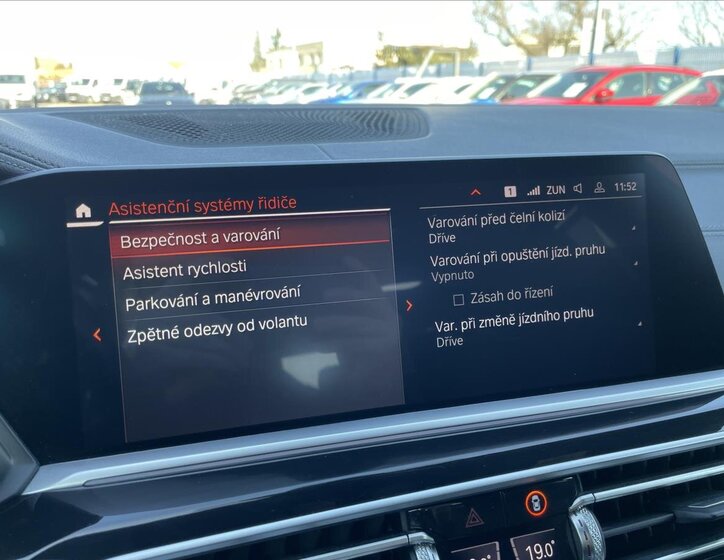 Asistenční systémy řidiče
1 ZUN 11:52
Bezpečnost a varování
Asistent rychlosti
Parkování a manévrování
Zpětné odezvy od volantu
Varování před čelní kolizí
Dříve
Varování při opuštění jízd. pruhu
Vypnuto
Zásah do řízení
Var. při změně jízdního pruhu
Dříve
19.0°